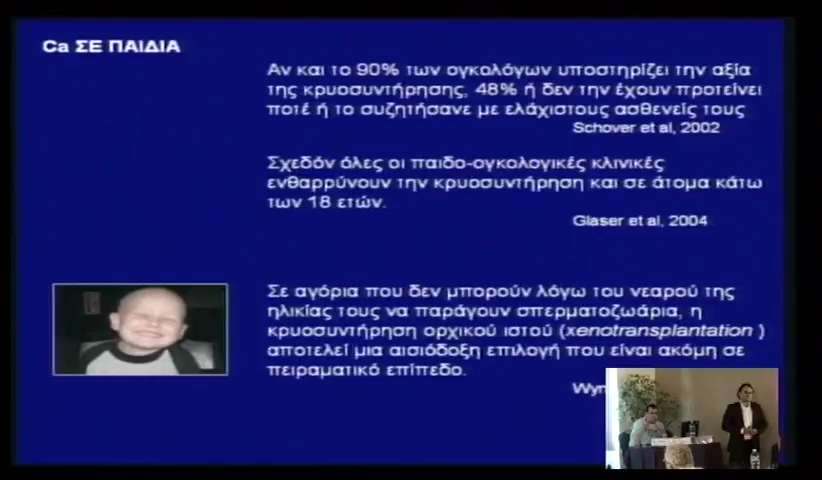 Ca ΣΕ ΠΑΙΔΙΑ
Αν και το 90% των ογκολόγων υποστηρίζει την αξία
της κρυοσυντήρησης, 48% ή δεν την έχουν προτείνει
ποτέ ή το συζητήσανε με ελάχιστους ασθενείς τους
Schover et al, 2002
Σχεδόν όλες οι παιδο-ογκολογικές κλινικές
ενθαρρύνουν την κρυοσυντήρηση και σε άτομα κάτω
των 18 ετών.
Glaser et al, 2004
Σε αγόρια που δεν μπορούν λόγω του νεαρού της
ηλικίας τους να παράγουν σπερματοζωάρια, η
κρυοσυντήρηση ορχικού ιστού (xenotransplantation )
αποτελεί μια αισιόδοξη επιλογή που είναι ακόμη σε
πειραματικό επίπεδο.